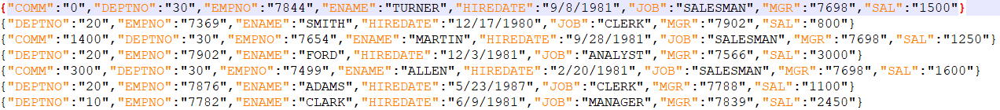 {"COMM":"0","DEPTNO":"30","EMPNO":"7844","ENAME":"TURNER","HIREDATE":"9/8/1981","JOB":"SALESMAN","MGR":"7698","SAL":"1500"}
{"DEPTNO":"20","EMPNO":"7369","ENAME":"SMITH","HIREDATE":"12/17/1980","JOB":"CLERK","MGR":"7902","SAL":"800"}
{"COMM":"1400","DEPTNO":"30","EMPNO":"7654","ENAME":"MARTIN","HIREDATE":"9/28/1981","JOB":"SALESMAN","MGR":"7698","SAL":"1250"}
{"DEPTNO":"20","EMPNO":"7902","ENAME":"FORD","HIREDATE":"12/3/1981","JOB":"ANALYST","MGR":"7566","SAL":"3000"}
{"COMM":"300","DEPTNO":"30","EMPNO":"7499","ENAME":"ALLEN","HIREDATE":"2/20/1981","JOB":"SALESMAN","MGR":"7698","SAL":"1600"}
{"DEPTNO":"20","EMPNO":"7876","ENAME":"ADAMS","HIREDATE":"5/23/1987","JOB":"CLERK","MGR":"7788","SAL":"1100"}
{"DEPTNO":"10","EMPNO":"7782","ENAME":"CLARK","HIREDATE":"6/9/1981","JOB":"MANAGER","MGR":"7839","SAL":"2450"}